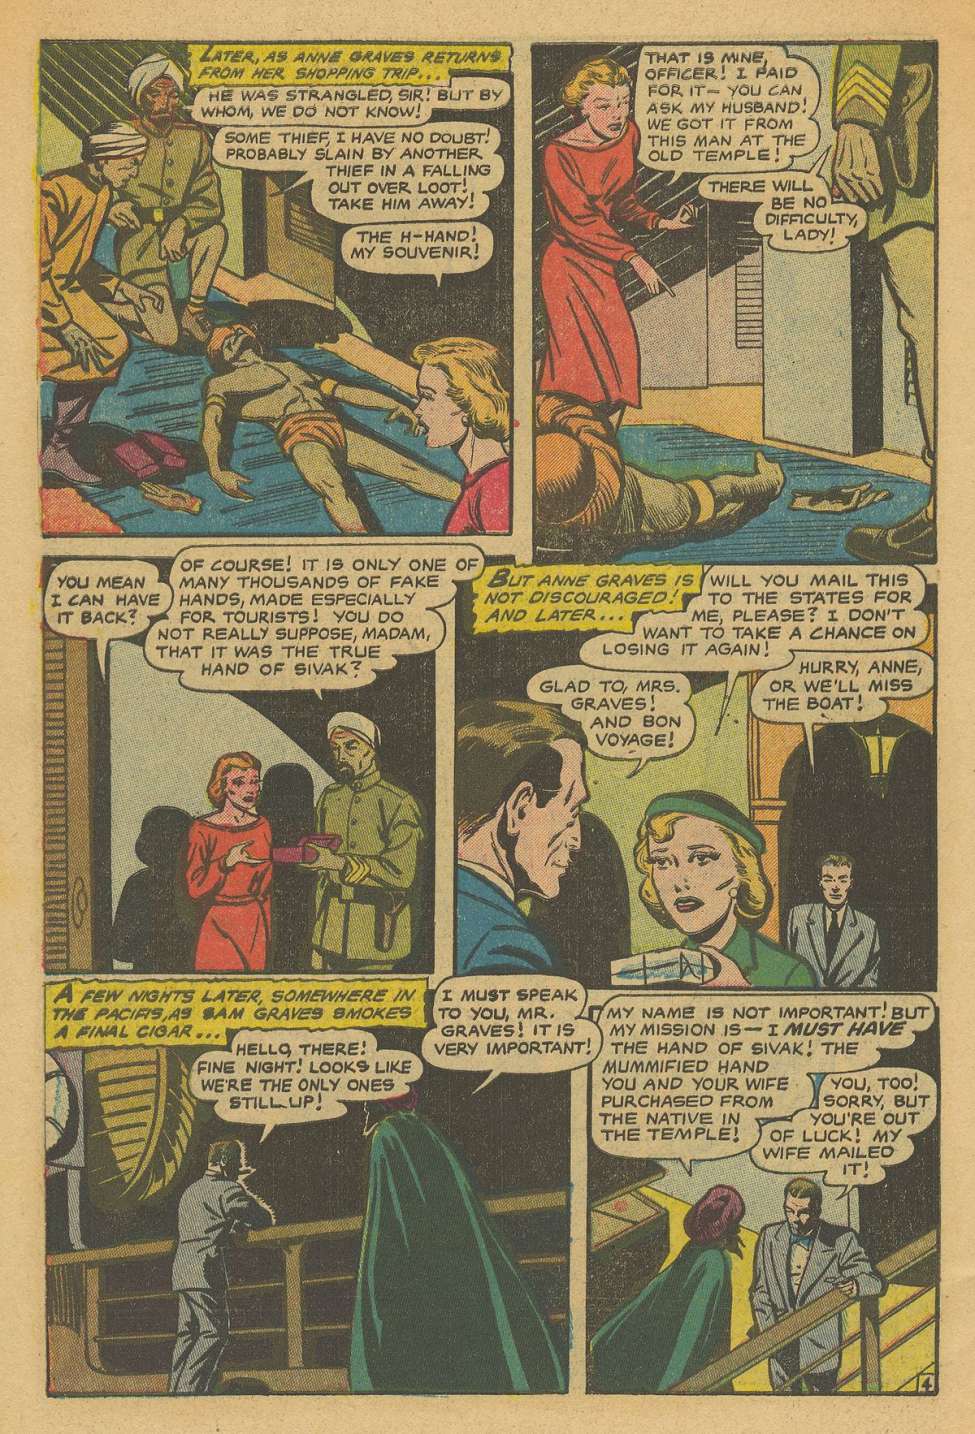 LATER, AS ANNE GRAVES RETURNS
FROM HER SHOPPING TRIP...
HE WAS STRANGLED, SIR! BUT BY
WHOM, WE DO NOT KNOW!
SOME THIEF, I HAVE NO DOUBT!
PROBABLY SLAIN BY ANOTHER
THIEF IN A FALLING
OUT OVER LOOT!
TAKE HIM AWAY!
THE H-HAND!
MY SOUVENIR!
THAT IS MINE,
OFFICER! I PAID
FOR IT— YOU CAN
ASK MY HUSBAND!
WE GOT IT FROM
THIS MAN AT THE
OLD TEMPLE!
THERE WILL
BE NO
DIFFICULTY,
LADY!
YOU MEAN
I CAN HAVE
IT BACK?
OF COURSE! IT IS ONLY ONE OF
MANY THOUSANDS OF FAKE
HANDS, MADE ESPECIALLY
FOR TOURISTS! YOU DO
NOT REALLY SUPPOSE, MADAM,
THAT IT WAS THE TRUE
HAND OF SIVAK?
BUT ANNE GRAVES IS
NOT DISCOURAGED!
AND LATER...
WILL YOU MAIL THIS
TO THE STATES FOR
ME, PLEASE? I DON'T
WANT TO TAKE A CHANCE ON
LOSING IT AGAIN!
GLAD TO, MRS.
GRAVES!
AND BON
VOYAGE!
HURRY, ANNE,
OR WE'LL MISS
THE BOAT!
A FEW NIGHTS LATER, SOMEWHERE IN
THE PACIFIS, AS SAM GRAVES SMOKES
A FINAL CIGAR...
HELLO, THERE!
FINE NIGHT! LOOKS LIKE
WE'RE THE ONLY ONES
STILL UP!
I MUST SPEAK
TO YOU, MR.
GRAVES! IT IS
VERY IMPORTANT!
MY NAME IS NOT IMPORTANT! BUT
MY MISSION IS— I MUST HAVE
THE HAND OF SIVAK! THE
MUMMIFIED HAND
YOU AND YOUR WIFE
PURCHASED FROM
THE NATIVE IN
THE TEMPLE!
YOU, TOO!
SORRY, BUT
YOU'RE OUT
OF LUCK! MY
WIFE MAILED
IT!
4